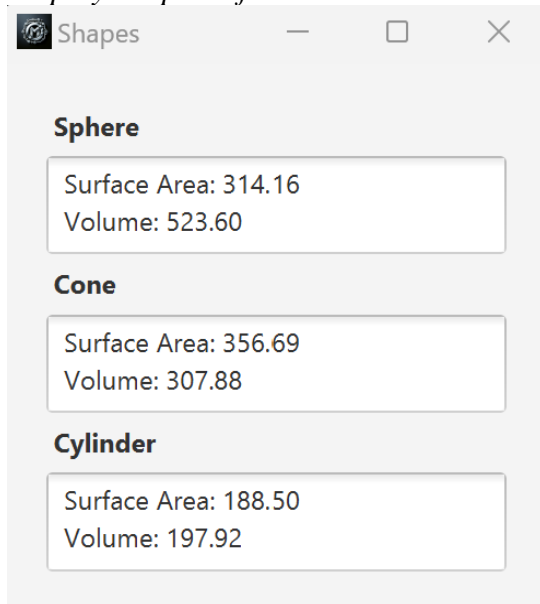 Shapes
Sphere
Surface Area: 314.16
Volume: 523.60
Cone
Surface Area: 356.69
Volume: 307.88
Cylinder
Surface Area: 188.50
Volume: 197.92